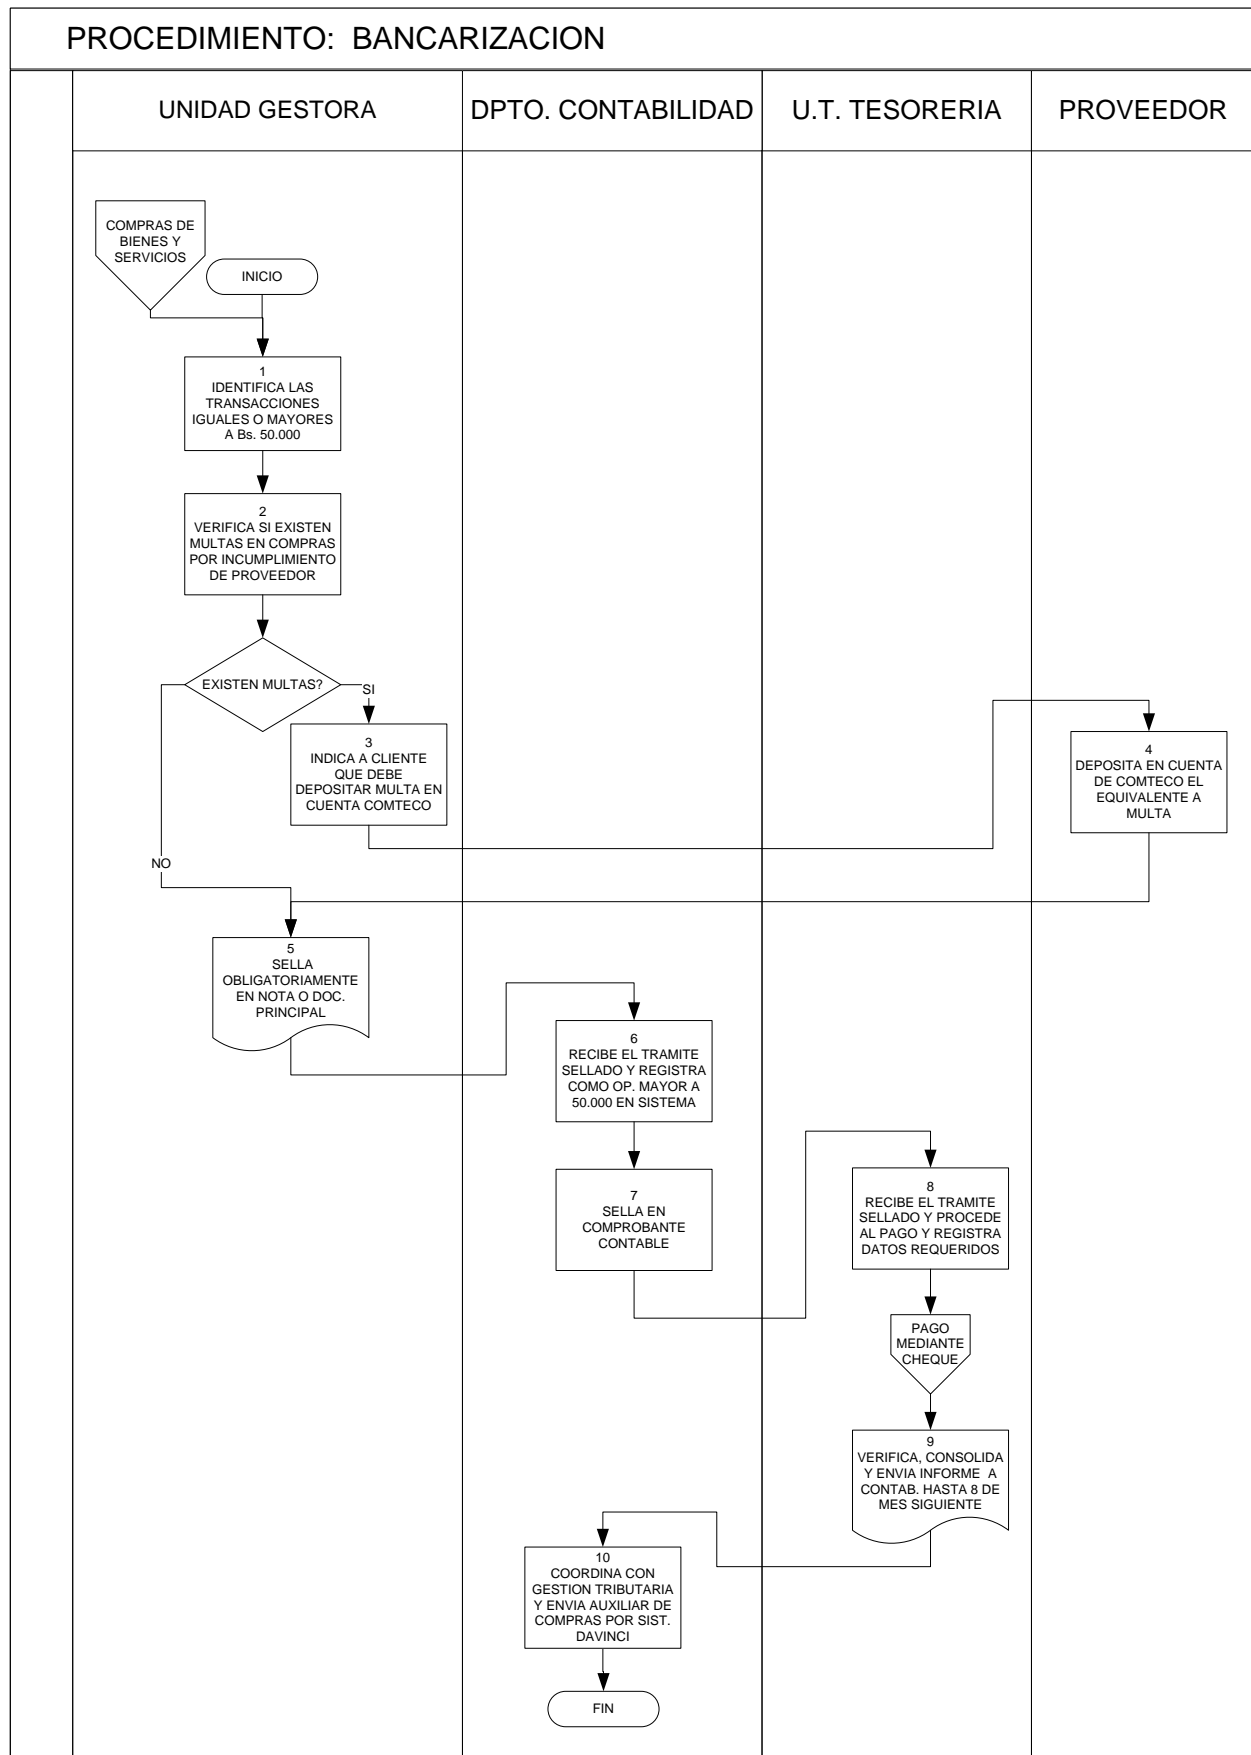 PROCEDIMIENTO: BANCARIZACION
UNIDAD GESTORA
DPTO. CONTABILIDAD
U.T. TESORERIA
PROVEEDOR
COMPRAS DE
BIENES Y
SERVICIOS
INICIO
1
IDENTIFICA LAS
TRANSACCIONES
IGUALES O MAYORES
A Bs. 50.000
2
VERIFICA SI EXISTEN
MULTAS EN COMPRAS
POR INCUMPLIMIENTO
DE PROVEEDOR
EXISTEN MULTAS?
SI
3
INDICA A CLIENTE
QUE DEBE
DEPOSITAR MULTA EN
CUENTA COMTECO
4
DEPOSITA EN CUENTA
DE COMTECO EL
EQUIVALENTE A
MULTA
NO
5
SELLA
OBLIGATORIAMENTE
EN NOTA O DOC.
PRINCIPAL
6
RECIBE EL TRAMITE
SELLADO Y REGISTRA
COMO OP. MAYOR A
50.000 EN SISTEMA
7
SELLA EN
COMPROBANTE
CONTABLE
8
RECIBE EL TRAMITE
SELLADO Y PROCEDE
AL PAGO Y REGISTRA
DATOS REQUERIDOS
PAGO
MEDIANTE
CHEQUE
9
VERIFICA, CONSOLIDA
Y ENVIA INFORME A
CONTAB. HASTA 8 DE
MES SIGUIENTE
10
COORDINA CON
GESTION TRIBUTARIA
Y ENVIA AUXILIAR DE
COMPRAS POR SIST.
DAVINCI
FIN